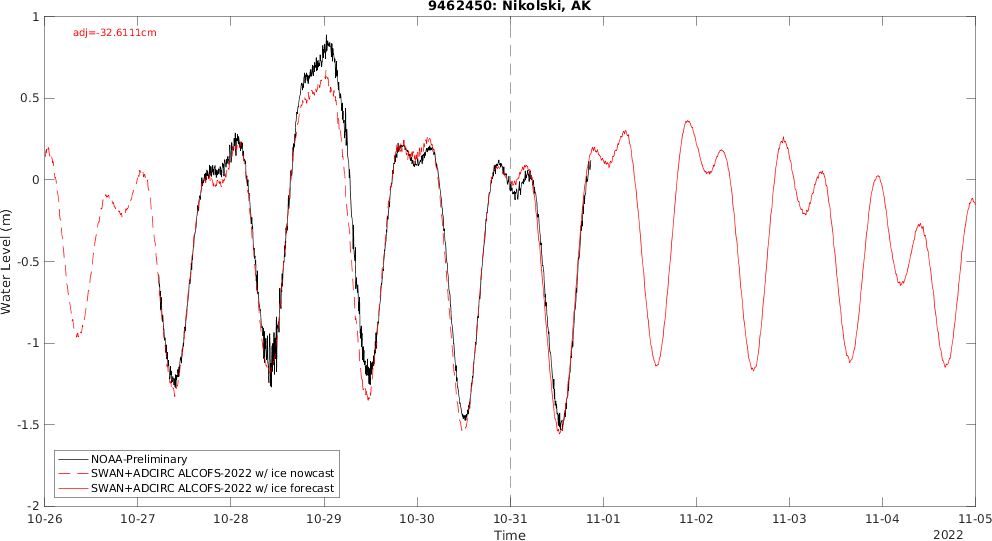 9462450: Nikolski, AK
adj=-32.6111cm
1
0.5
0
-0.5
-1
-1.5
-2
Water Level (m)
NOAA-Preliminary
SWAN+ADCIRC ALCOFS-2022 w/ ice nowcast
SWAN+ADCIRC ALCOFS-2022 w/ ice forecast
10-26 10-27 10-28 10-29 10-30 10-31 11-01 11-02 11-03 11-04 11-05
Time
2022